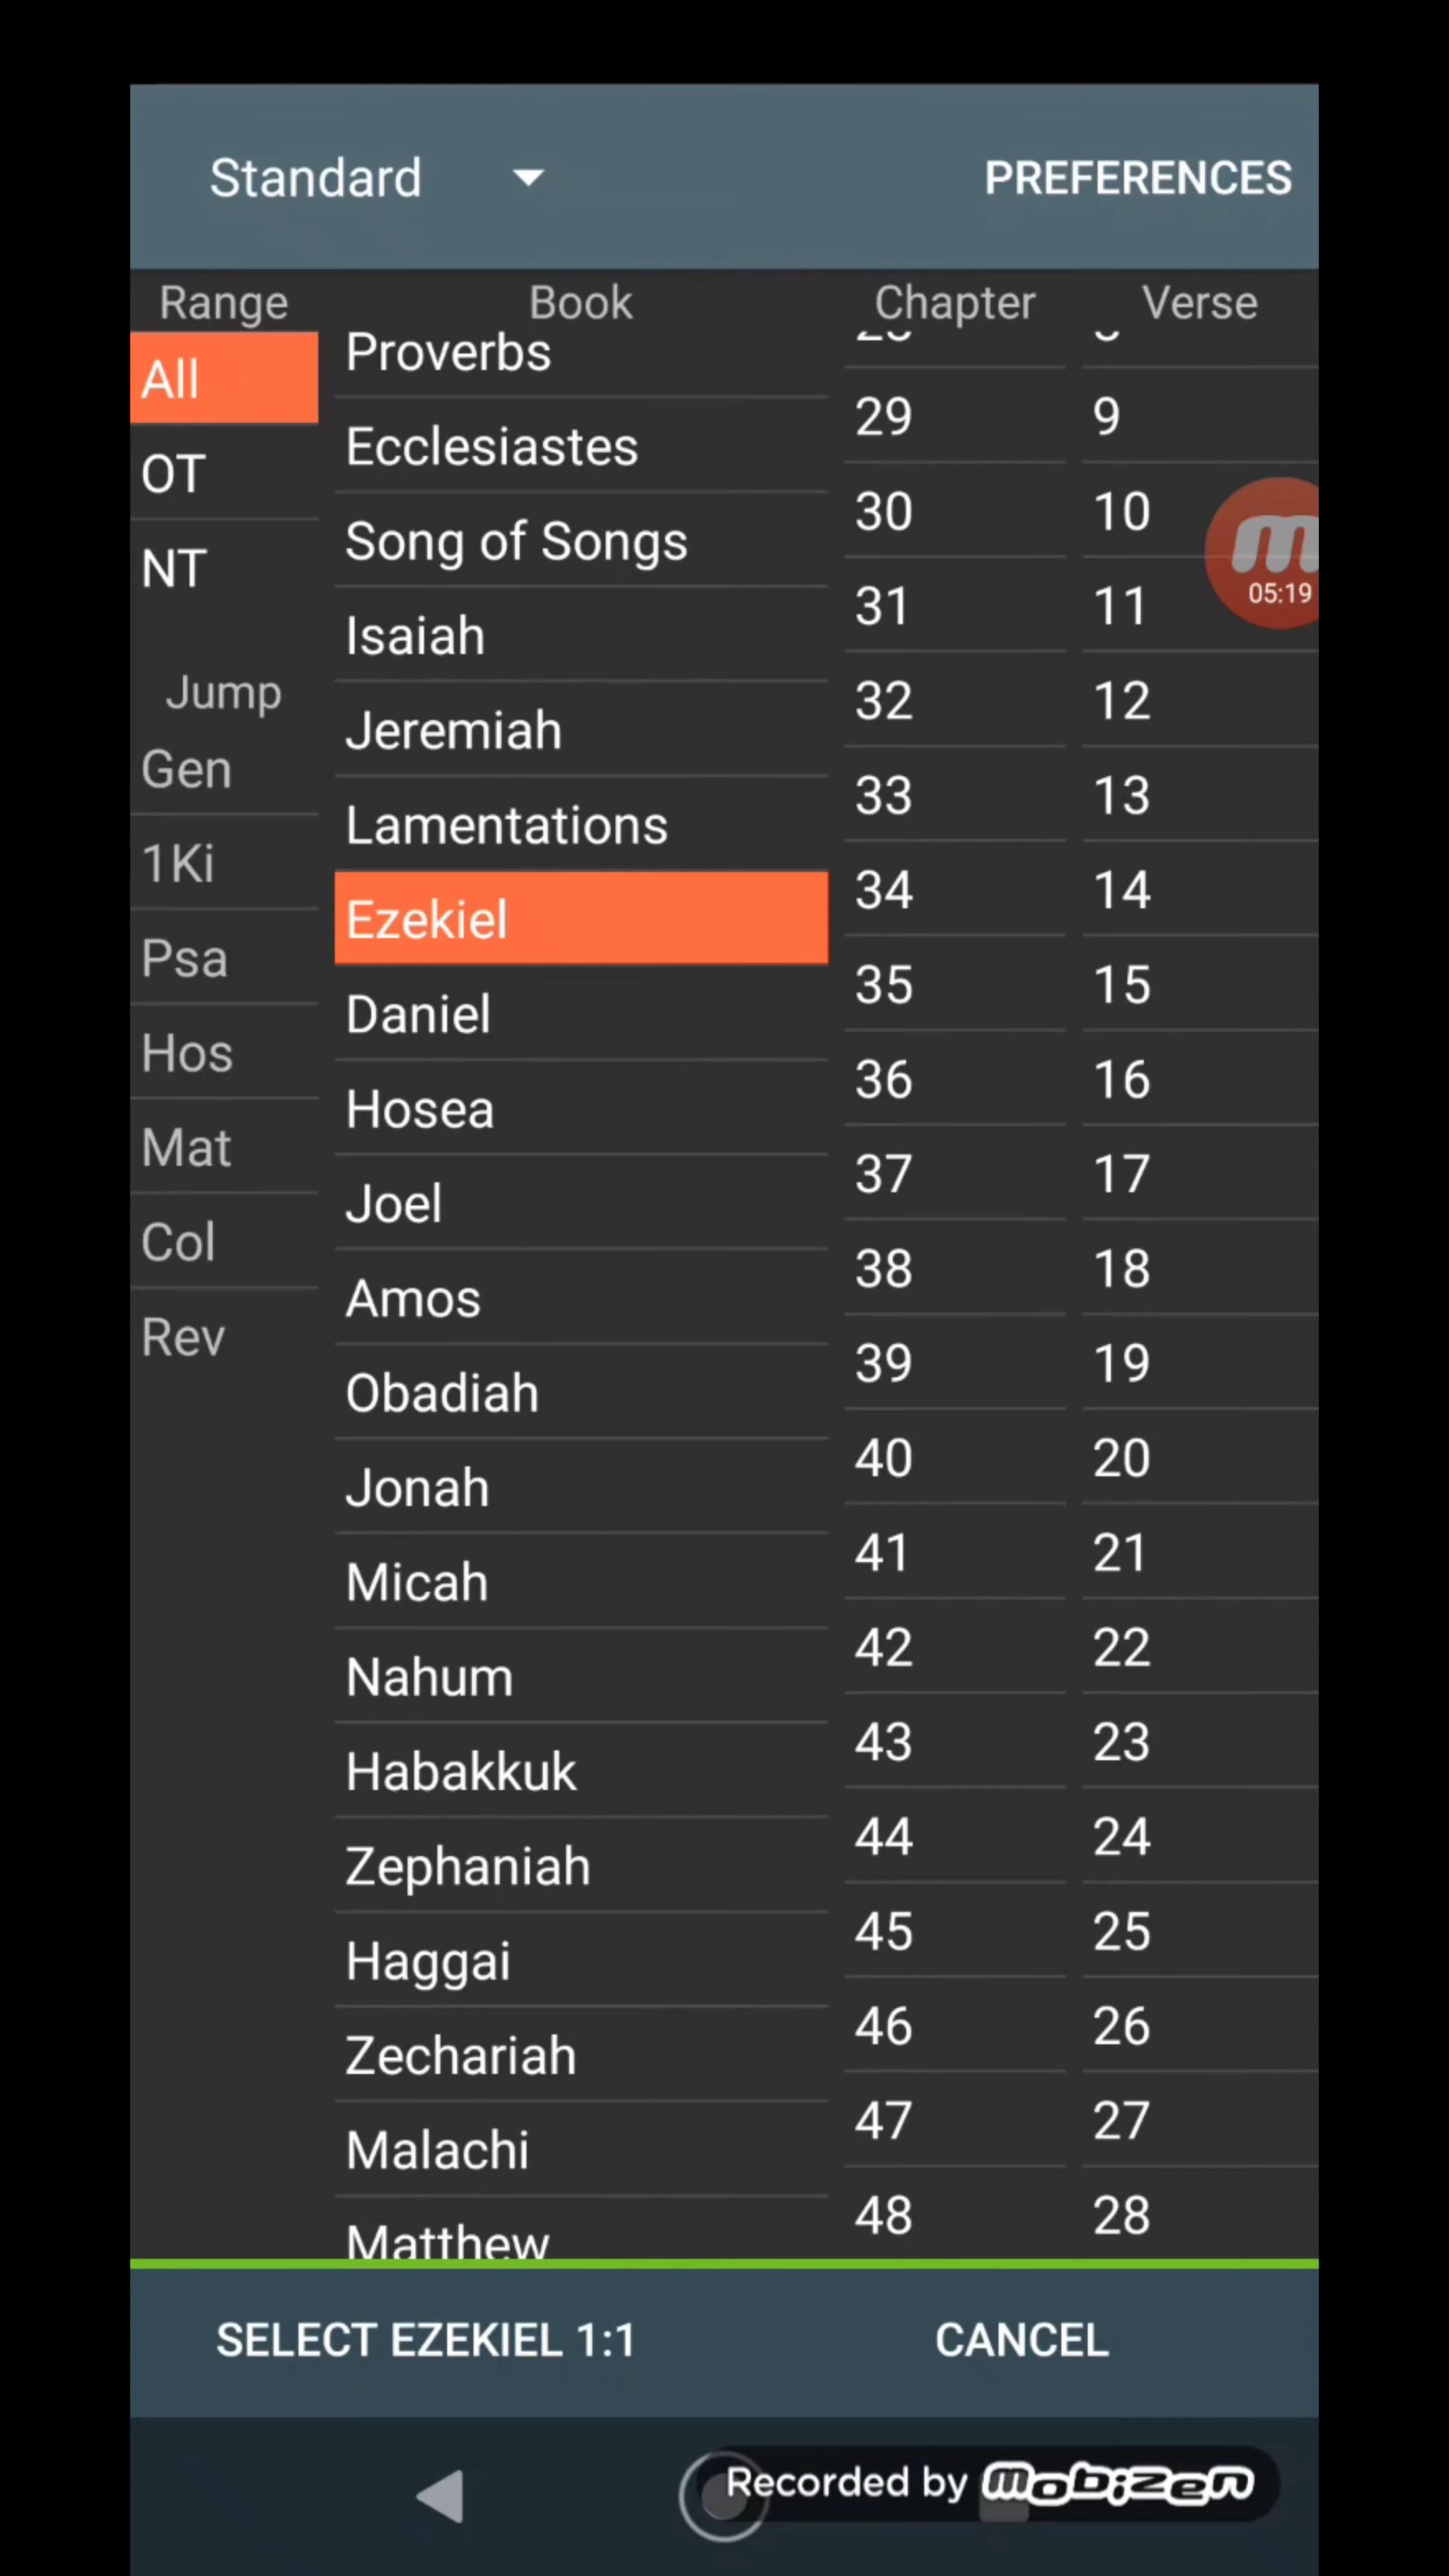 Standard PREFERENCES
Range Book Chapter Verse
All
OT
NT
Jump
Gen
1Ki
Psa
Hos
Mat
Col
Rev
Proverbs
Ecclesiastes
Song of Songs
Isaiah
Jeremiah
Lamentations
Ezekiel
Daniel
Hosea
Joel
Amos
Obadiah
Jonah
Micah
Nahum
Habakkuk
Zephaniah
Haggai
Zechariah
Malachi
Matthew
29
30
31
32
33
34
35
36
37
38
39
40
41
42
43
44
45
46
47
48
9
10
11
12
13
14
15
16
17
18
19
20
21
22
23
24
25
26
27
28
m
05:19
SELECT EZEKIEL 1:1 CANCEL
Recorded by mobizen